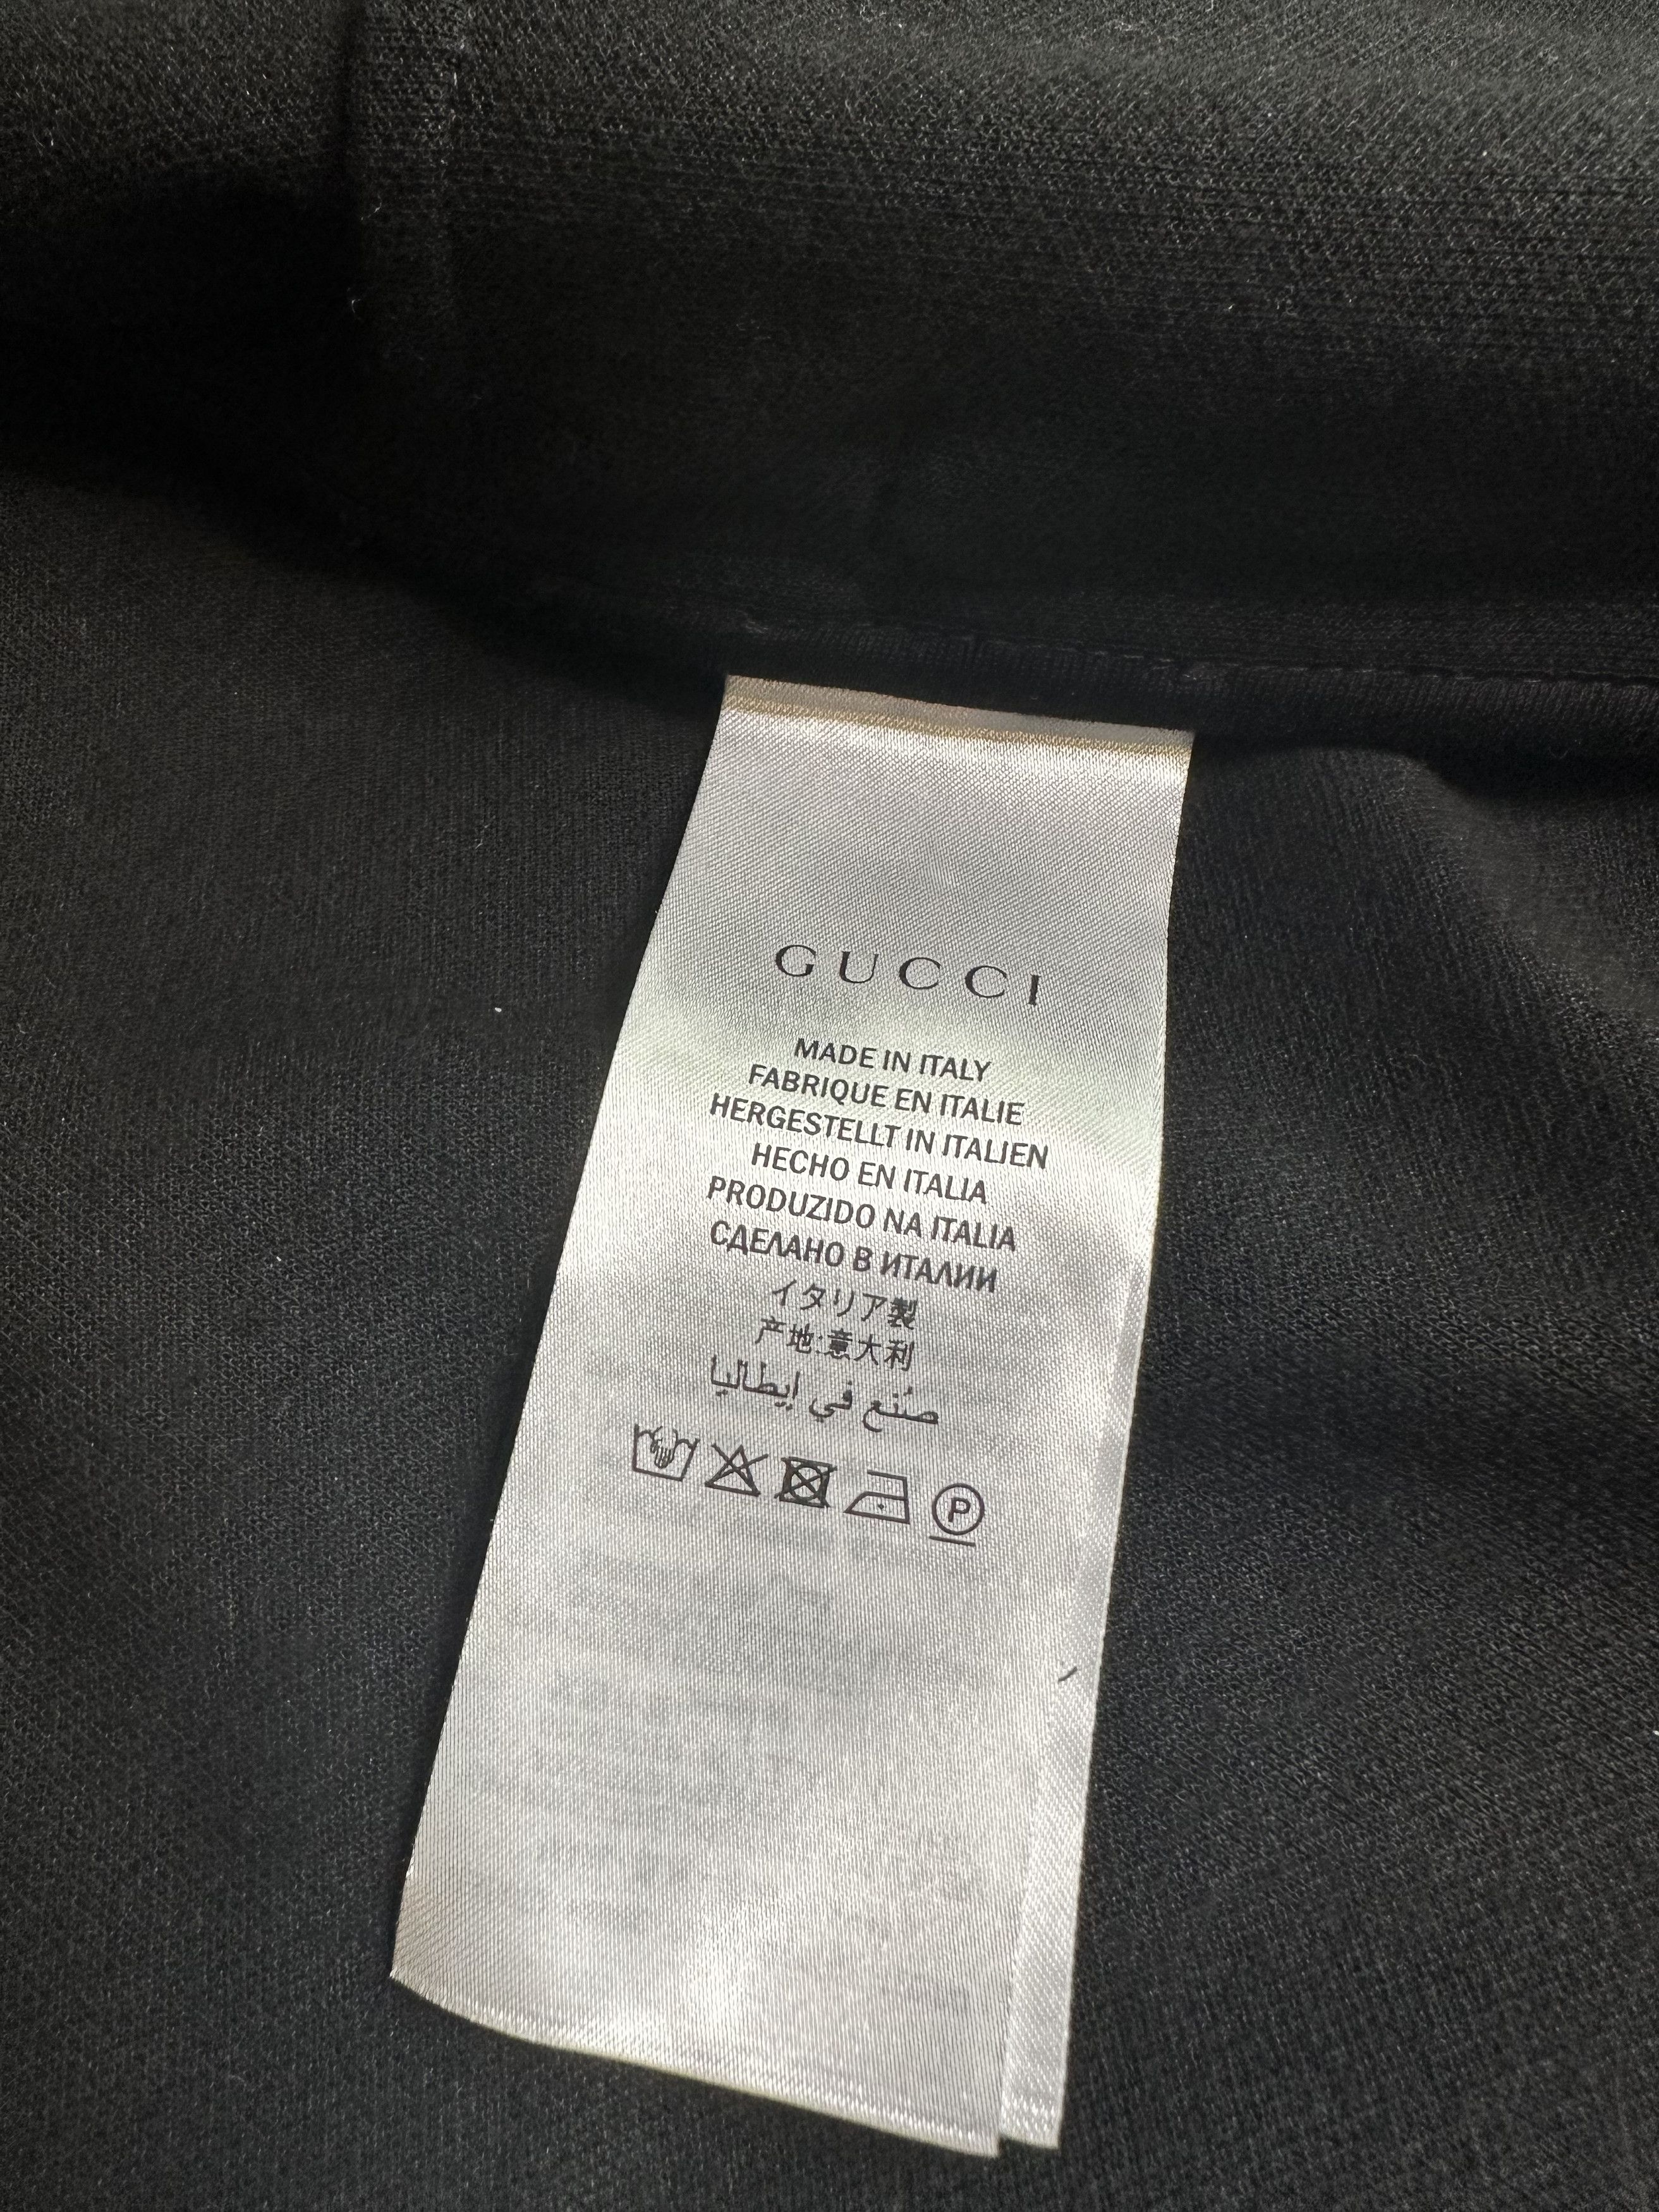 GUCCI
MADE IN ITALY
FABRIQUE EN ITALIE
HERGESTELLT IN ITALIEN
HECHO EN ITALIA
PRODUZIDO NA ITALIA
СДЕЛАНО В ИТАЛИИ
イタリア製
产地:意大利
صُنع في إيطاليا
P